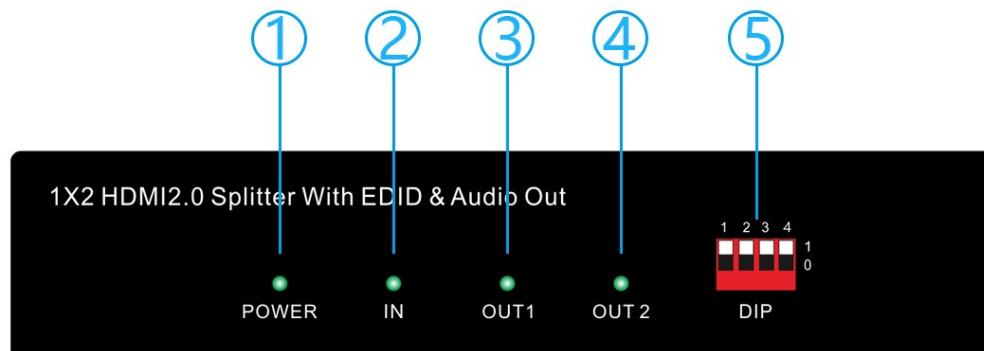 ① ② ③ ④ ⑤
1X2 HDMI2.0 Splitter With EDID & Audio Out
1 2 3 4
1
0
POWER IN OUT1 OUT 2 DIP